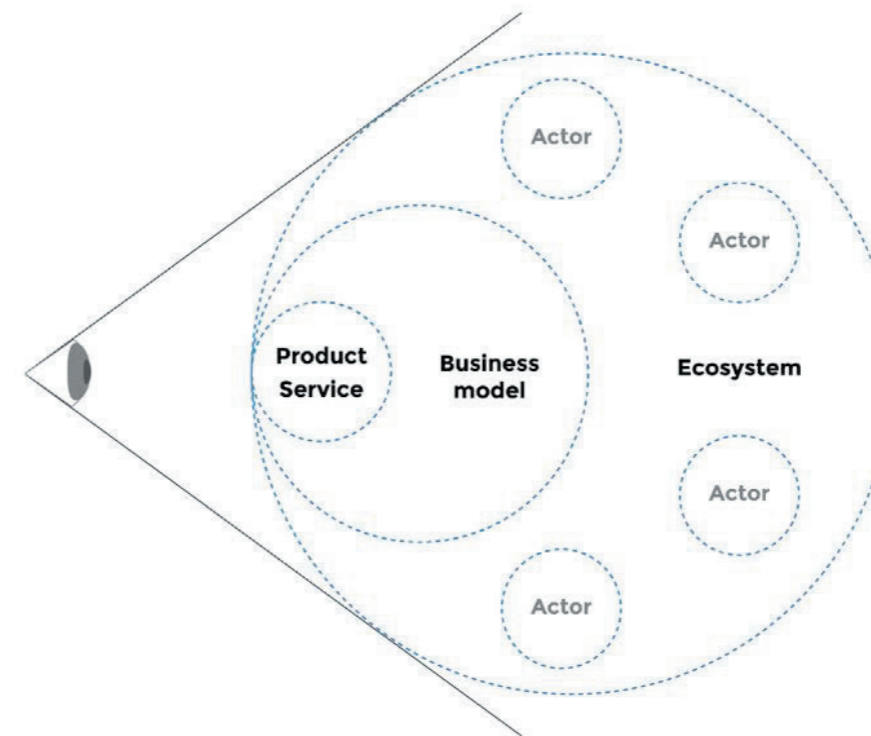 Actor
Actor
Product
Service
Business
model
Ecosystem
Actor
Actor